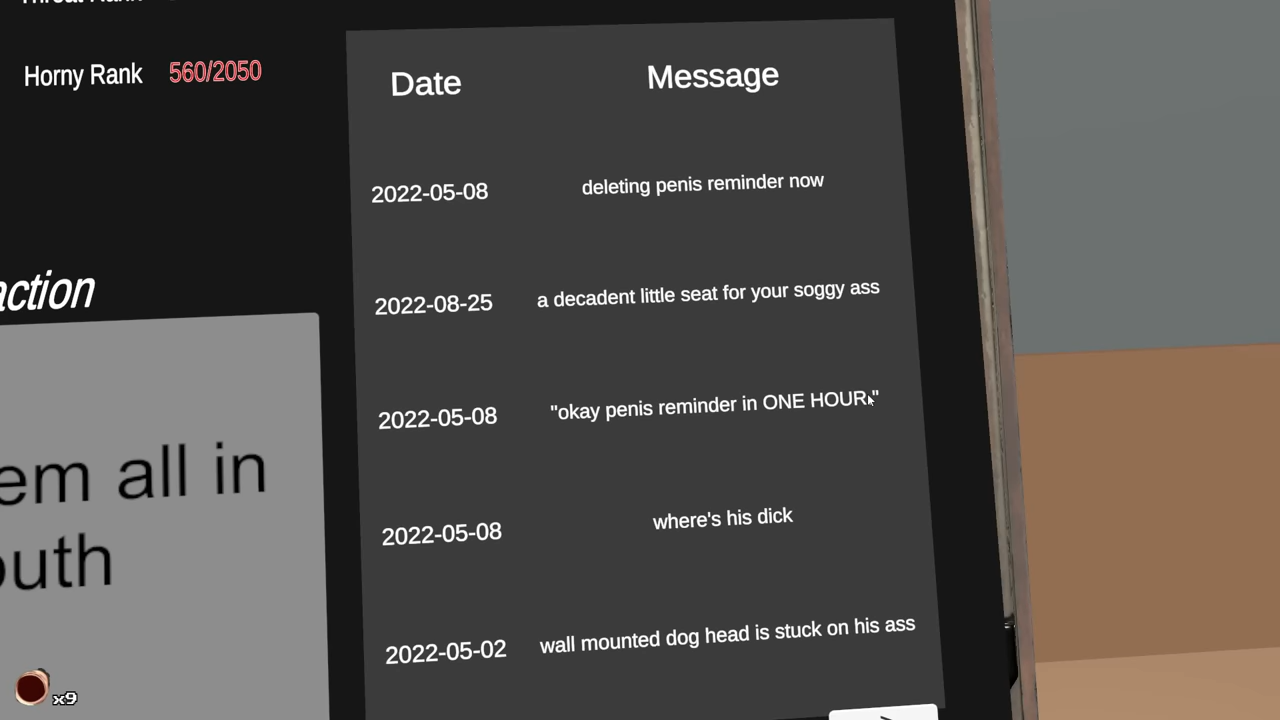 Horny Rank 560/2050
Date Message
2022-05-08 deleting penis reminder now
2022-08-25 a decadent little seat for your soggy ass
2022-05-08 "okay penis reminder in ONE HOUR."
2022-05-08 where's his dick
2022-05-02 wall mounted dog head is stuck on his ass
action
em all in
outh
x9